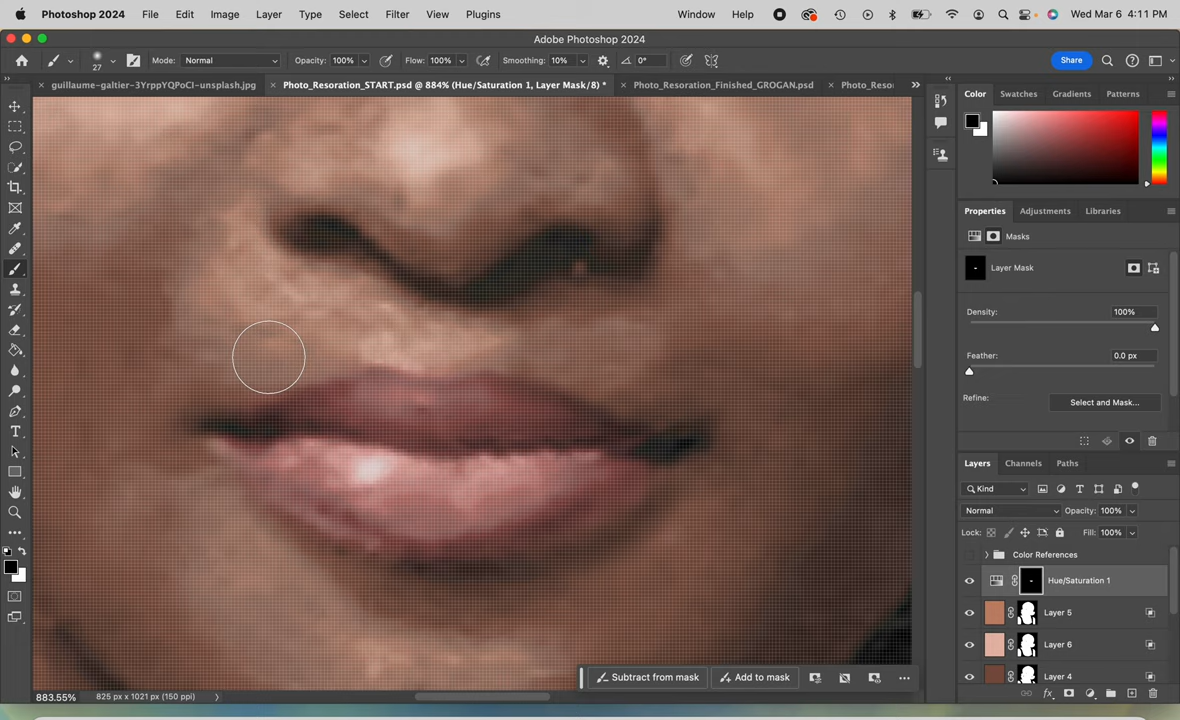 Photoshop 2024 File Edit Image Layer Type Select Filter View Plugins Window Help Wed Mar 6 4:11 PM
Adobe Photoshop 2024
27 Mode: Normal Opacity: 100% Flow: 100% Smoothing: 10% 0° Share
guillaume-galtier-3YrppYQPoCI-unsplash.jpg Photo_Resoration_START.psd @ 884% (Hue/Saturation 1, Layer Mask/8) * Photo_Resoration_Finished_GROGAN.psd Photo_Resor
Color Swatches Gradients Patterns
Properties Adjustments Libraries
Masks
Layer Mask
Density: 100%
Feather: 0.0 px
Refine: Select and Mask...
Layers Channels Paths
Kind
Normal Opacity: 100%
Lock: Fill: 100%
Color References
Hue/Saturation 1
Layer 5
Layer 6
Layer 4
Subtract from mask Add to mask
883.55% 825 px x 1021 px (150 ppi)